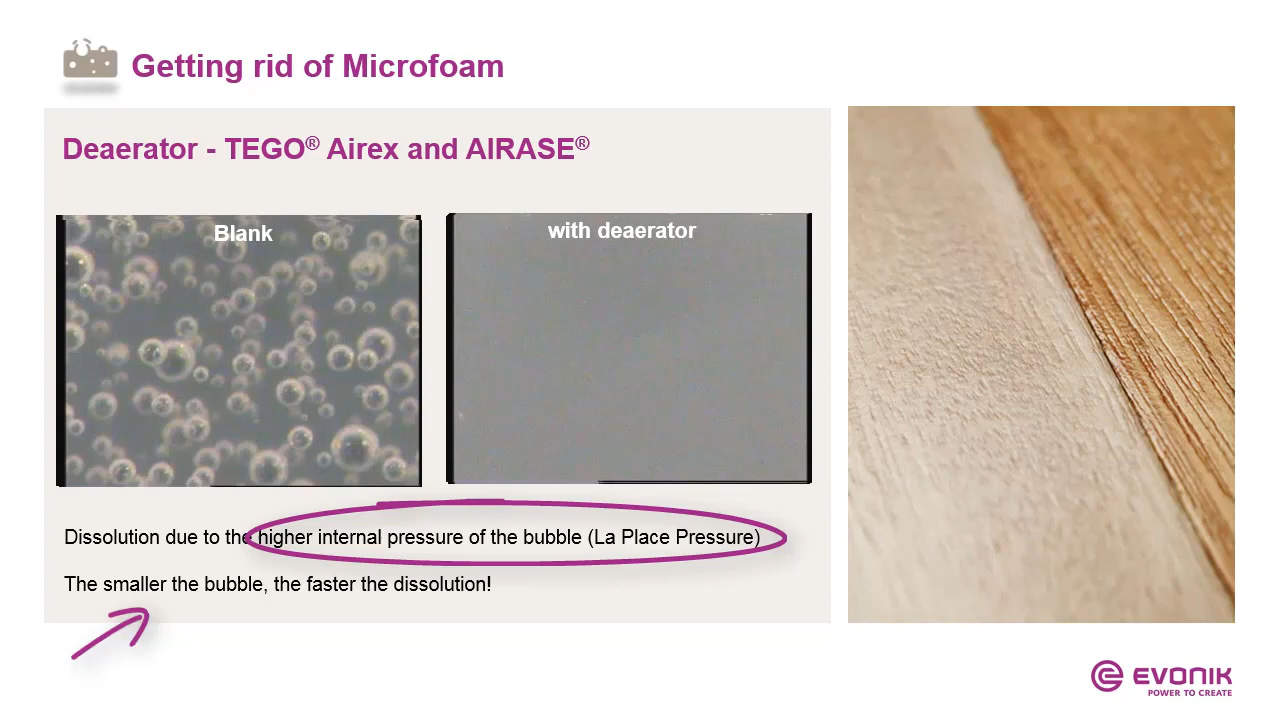 Getting rid of Microfoam
Deaerator - TEGO® Airex and AIRASE®
Blank
with deaerator
Dissolution due to the higher internal pressure of the bubble (La Place Pressure)
The smaller the bubble, the faster the dissolution!
EVONIK
POWER TO CREATE